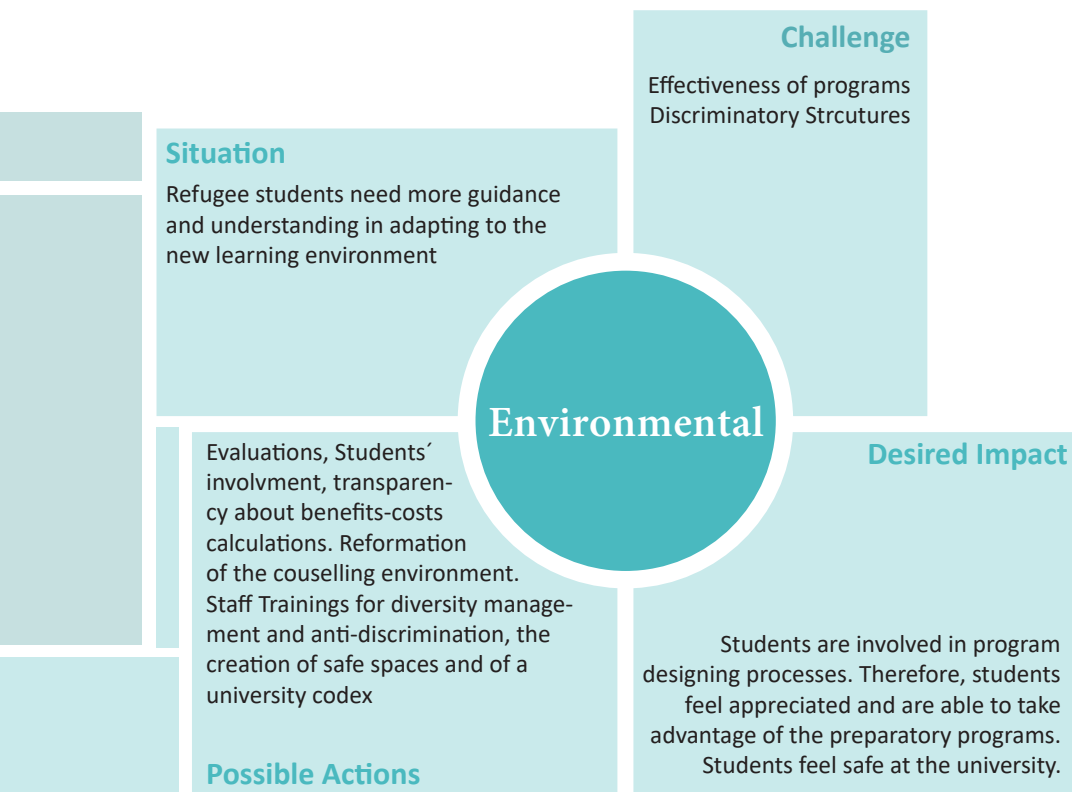 Challenge
Effectiveness of programs
Discriminatory Strcutures
Situation
Refugee students need more guidance
and understanding in adapting to the
new learning environment
Environmental
Evaluations, Students´
involvment, transparen-
cy about benefits-costs
calculations. Reformation
of the couselling environment.
Staff Trainings for diversity manage-
ment and anti-discrimination, the
creation of safe spaces and of a
university codex
Possible Actions
Desired Impact
Students are involved in program
designing processes. Therefore, students
feel appreciated and are able to take
advantage of the preparatory programs.
Students feel safe at the university.